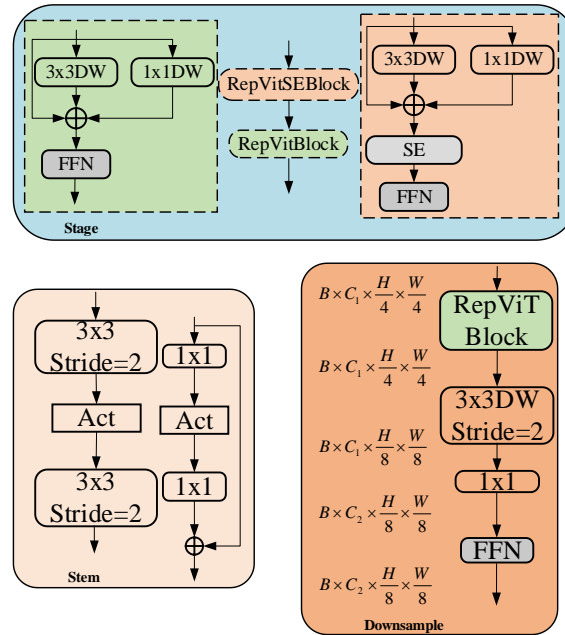 3x3DW 1x1DW
FFN
RepVitSEBlock
RepVitBlock
3x3DW 1x1DW
SE
FFN
Stage
3x3
Stride=2
Act
3x3
Stride=2
1x1
Act
1x1
Stem
B × C₁ × H/4 × W/4
RepViT
Block
B × C₁ × H/4 × W/4
3x3DW
Stride=2
B × C₁ × H/8 × W/8
1x1
B × C₂ × H/8 × W/8
FFN
B × C₂ × H/8 × W/8
Downsample